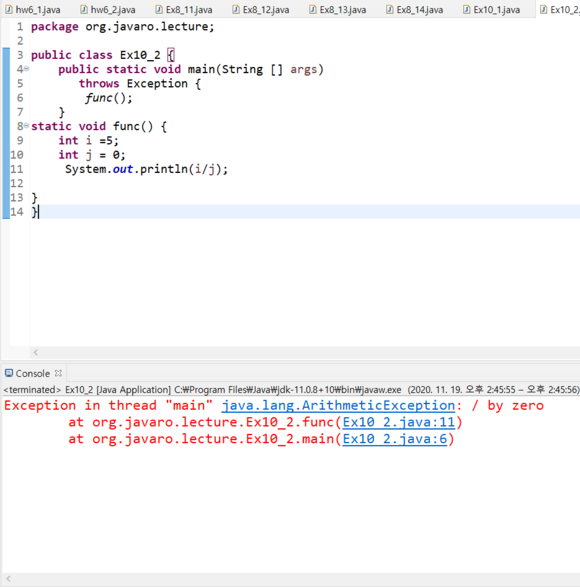 hw6_1.java hw6_2.java Ex8_11.java Ex8_12.java Ex8_13.java Ex8_14.java Ex10_1.java Ex10_2.
1 package org.javaro.lecture;
2
3 public class Ex10_2 {
4 public static void main(String [] args)
5 throws Exception {
6 func();
7 }
8 static void func() {
9 int i =5;
10 int j = 0;
11 System.out.println(i/j);
12
13 }
14 }
Console
<terminated> Ex10_2 [Java Application] C:₩Program Files₩Java₩jdk-11.0.8+10₩bin₩javaw.exe (2020. 11. 19. 오후 2:45:55 – 오후 2:45:56)
Exception in thread "main" java.lang.ArithmeticException: / by zero
at org.javaro.lecture.Ex10_2.func(Ex10_2.java:11)
at org.javaro.lecture.Ex10_2.main(Ex10_2.java:6)